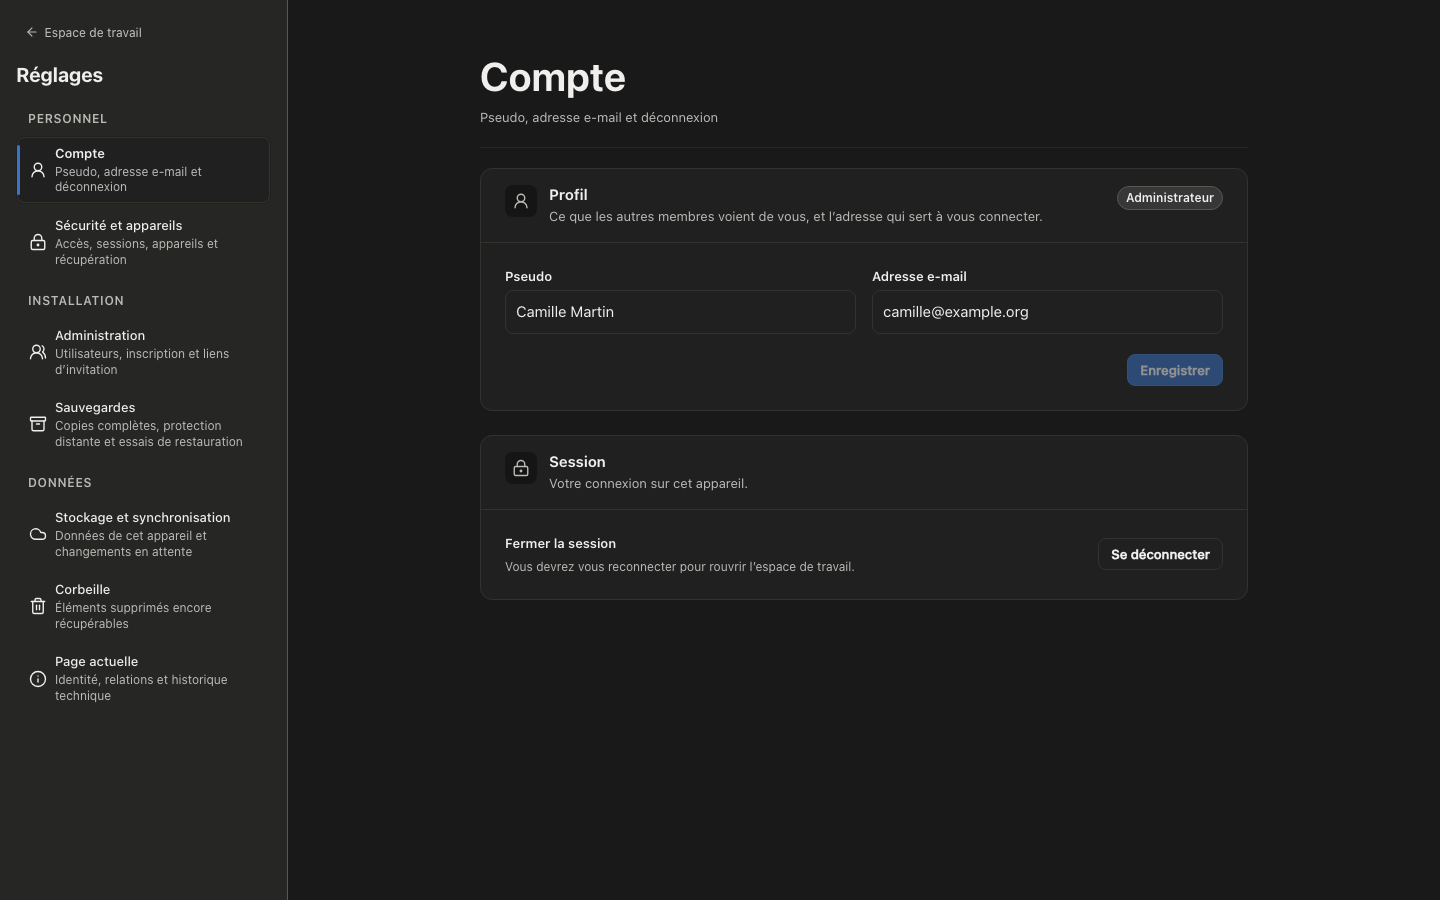 Espace de travail
Réglages
PERSONNEL
Compte
Pseudo, adresse e-mail et
déconnexion
Sécurité et appareils
Accès, sessions, appareils et
récupération
INSTALLATION
Administration
Utilisateurs, inscription et liens
d’invitation
Sauvegardes
Copies complètes, protection
distante et essais de restauration
DONNÉES
Stockage et synchronisation
Données de cet appareil et
changements en attente
Corbeille
Éléments supprimés encore
récupérables
Page actuelle
Identité, relations et historique
technique
Compte
Pseudo, adresse e-mail et déconnexion
Profil
Ce que les autres membres voient de vous, et l’adresse qui sert à vous connecter.
Administrateur
Pseudo
Adresse e-mail
Camille Martin
camille@example.org
Enregistrer
Session
Votre connexion sur cet appareil.
Fermer la session
Vous devrez vous reconnecter pour rouvrir l’espace de travail.
Se déconnecter